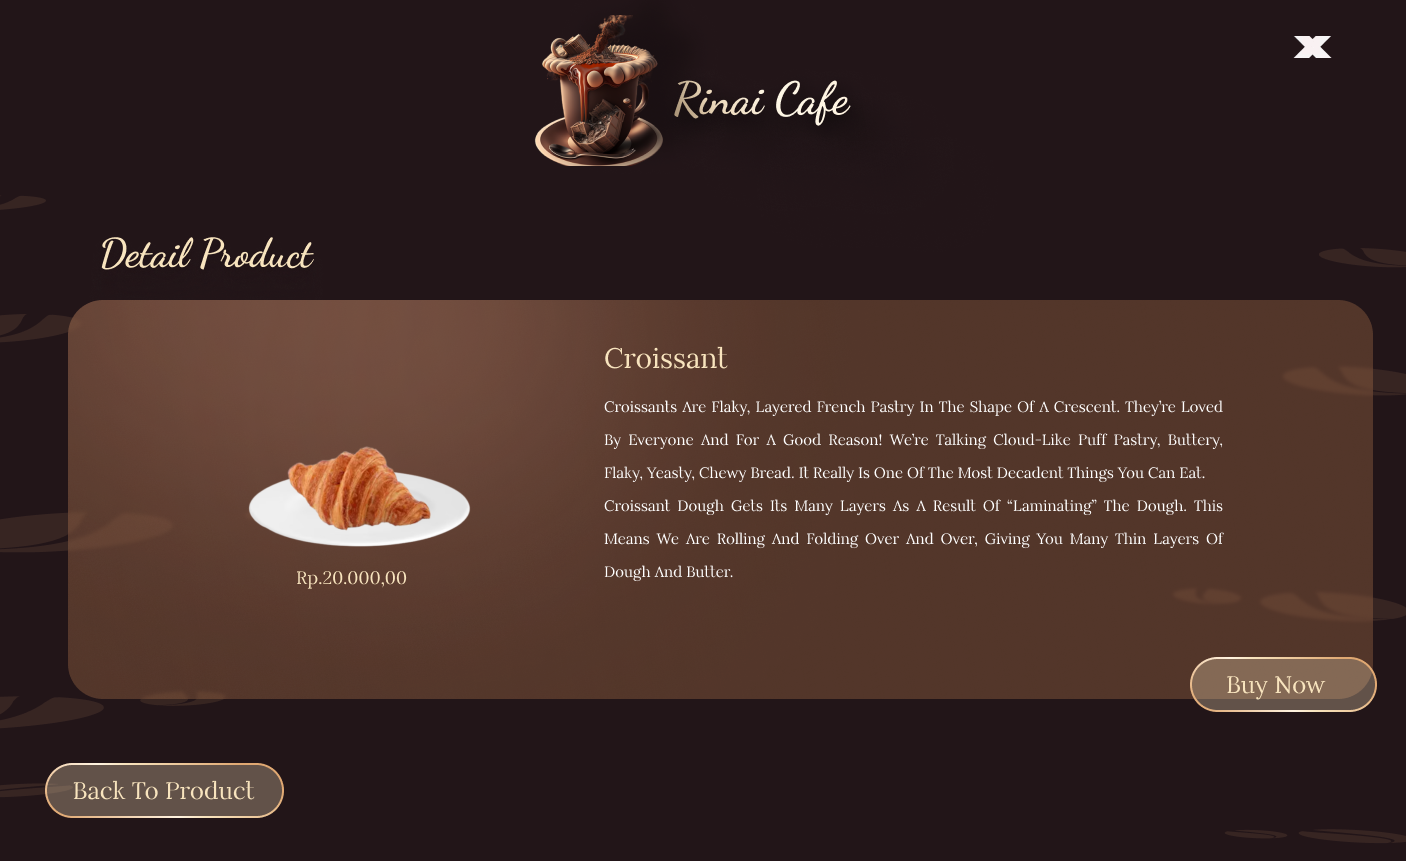 Rinai Cafe
Detail Product
Croissant
Croissants Are Flaky, Layered French Pastry In The Shape Of A Crescent. They're Loved
By Everyone And For A Good Reason! We're Talking Cloud-Like Puff Pastry, Buttery,
Flaky, Yeasty, Chewy Bread. It Really Is One Of The Most Decadent Things You Can Eat.
Croissant Dough Gets Its Many Layers As A Result Of “Laminating” The Dough. This
Means We Are Rolling And Folding Over And Over, Giving You Many Thin Layers Of
Dough And Butter.
Rp.20.000,00
Buy Now
Back To Product